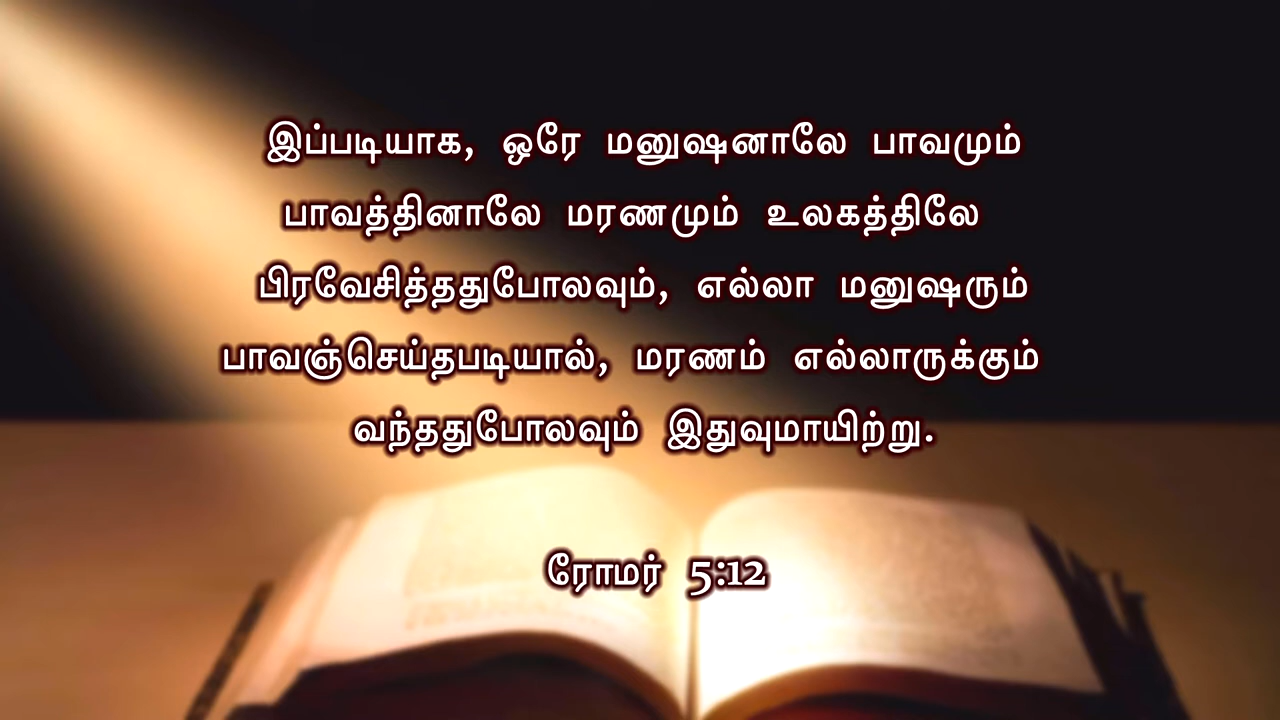 இப்படியாக, ஒரே மனுஷனாலே பாவமும்
பாவத்தினாலே மரணமும் உலகத்திலே
பிரவேசித்ததுபோலவும், எல்லா மனுஷரும்
பாவஞ்செய்தபடியால், மரணம் எல்லாருக்கும்
வந்ததுபோலவும் இதுவுமாயிற்று.
ரோமர் 5:12